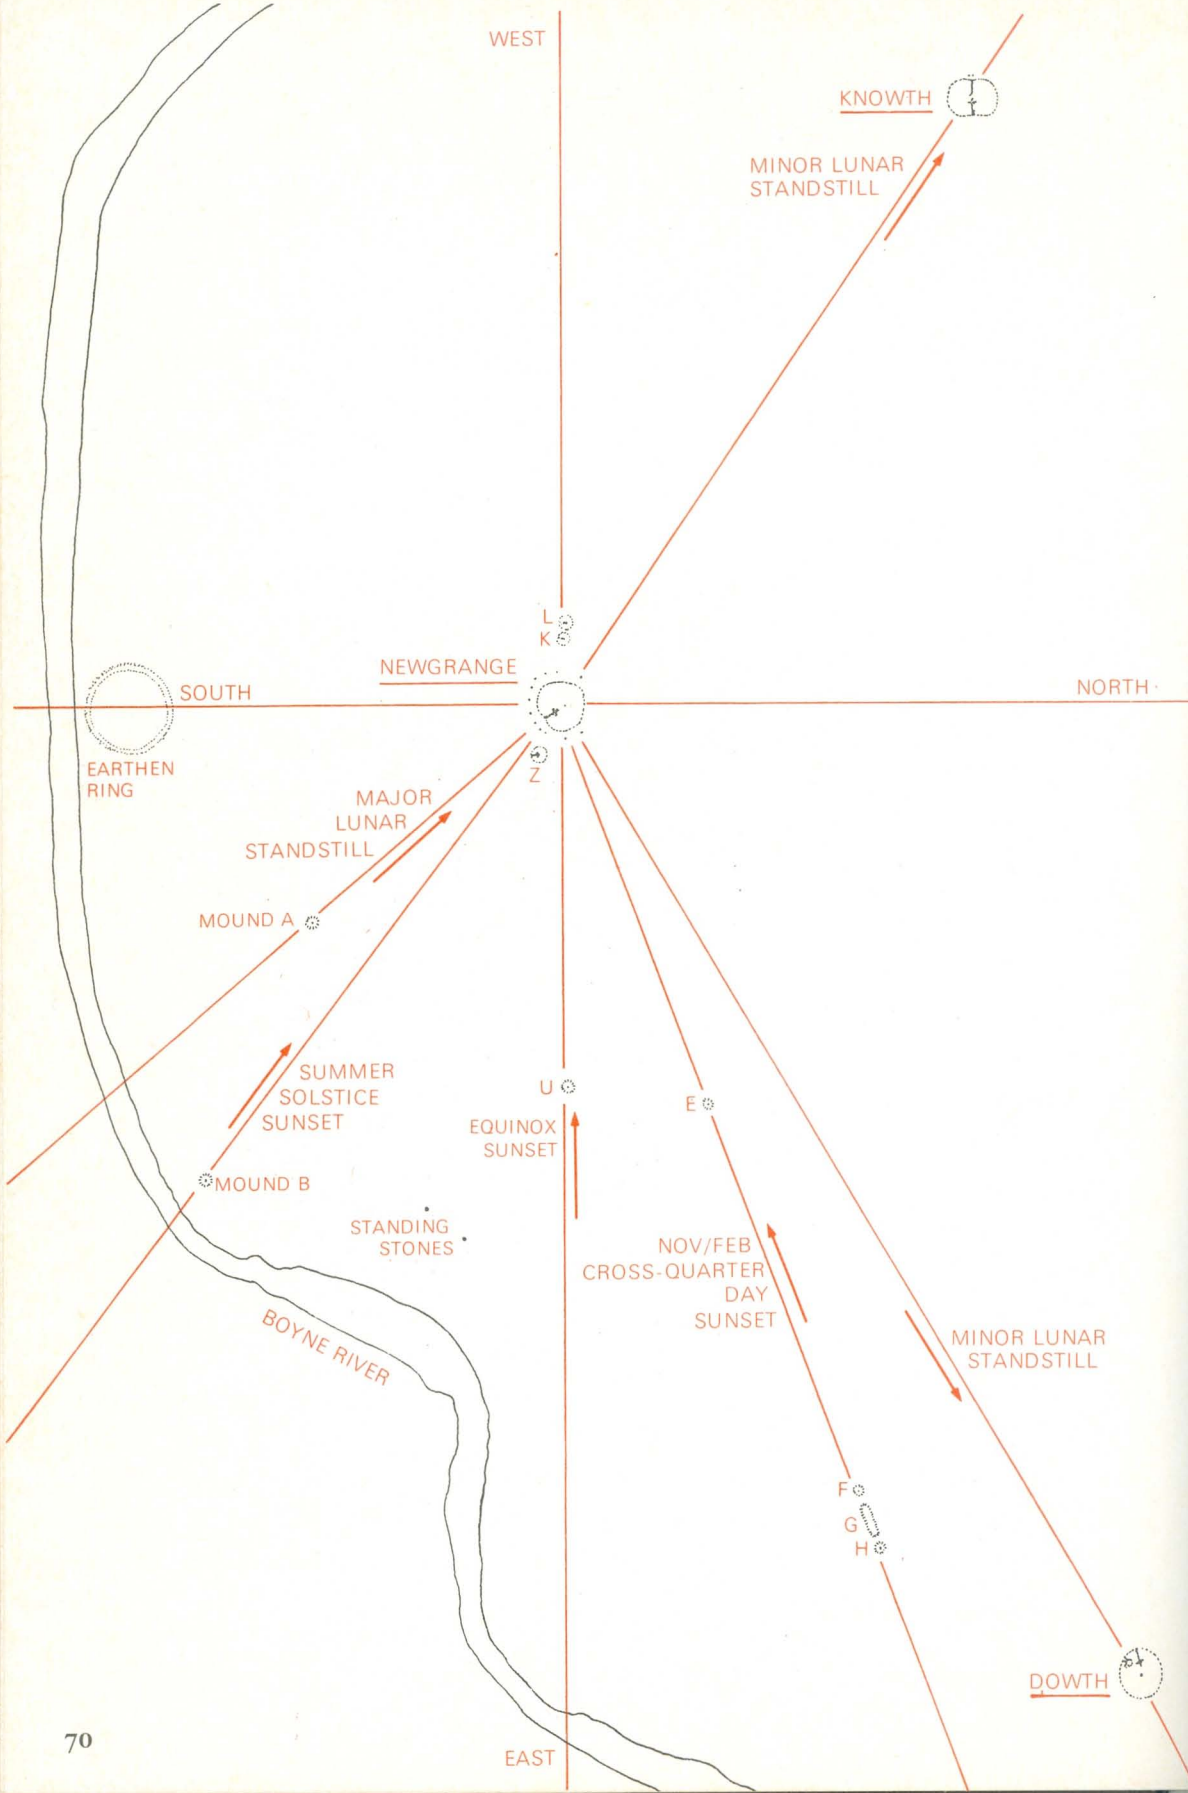 WEST
KNOWTH
MINOR LUNAR
STANDSTILL
L
K
NEWGRANGE
SOUTH
NORTH
EARTHEN
RING
Z
MAJOR
LUNAR
STANDSTILL
MOUND A
SUMMER
SOLSTICE
SUNSET
U
E
EQUINOX
SUNSET
MOUND B
STANDING
STONES
NOV/FEB
CROSS-QUARTER
DAY
SUNSET
BOYNE RIVER
MINOR LUNAR
STANDSTILL
F
G
H
DOWTH
70
EAST